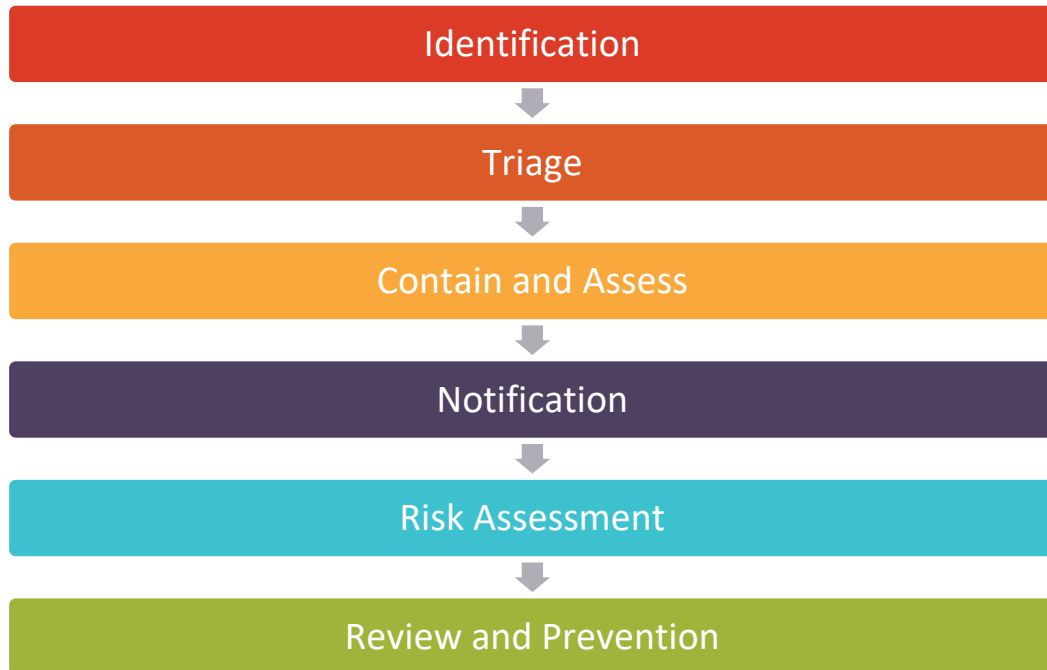 Identification
Triage
Contain and Assess
Notification
Risk Assessment
Review and Prevention